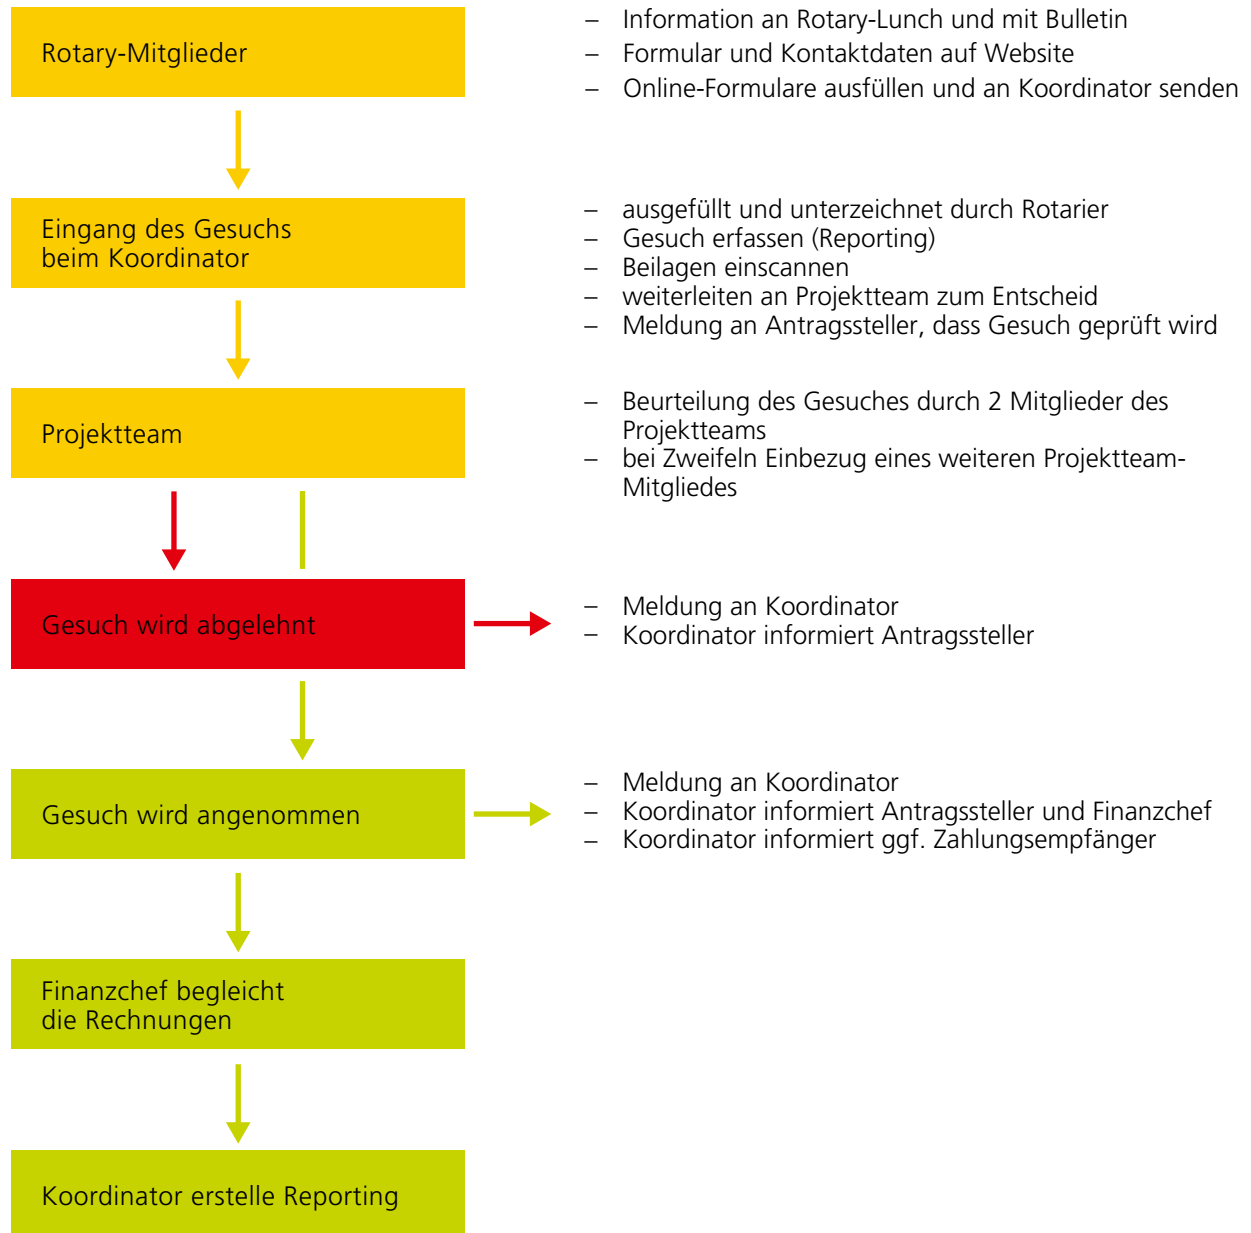 Rotary-Mitglieder
– Information an Rotary-Lunch und mit Bulletin
– Formular und Kontaktdaten auf Website
– Online-Formulare ausfüllen und an Koordinator senden
Eingang des Gesuchs
beim Koordinator
– ausgefüllt und unterzeichnet durch Rotarier
– Gesuch erfassen (Reporting)
– Beilagen einscannen
– weiterleiten an Projektteam zum Entscheid
– Meldung an Antragssteller, dass Gesuch geprüft wird
Projektteam
– Beurteilung des Gesuches durch 2 Mitglieder des
Projektteams
– bei Zweifeln Einbezug eines weiteren Projektteam-
Mitgliedes
Gesuch wird abgelehnt
– Meldung an Koordinator
– Koordinator informiert Antragssteller
Gesuch wird angenommen
– Meldung an Koordinator
– Koordinator informiert Antragssteller und Finanzchef
– Koordinator informiert ggf. Zahlungsempfänger
Finanzchef begleicht
die Rechnungen
Koordinator erstelle Reporting